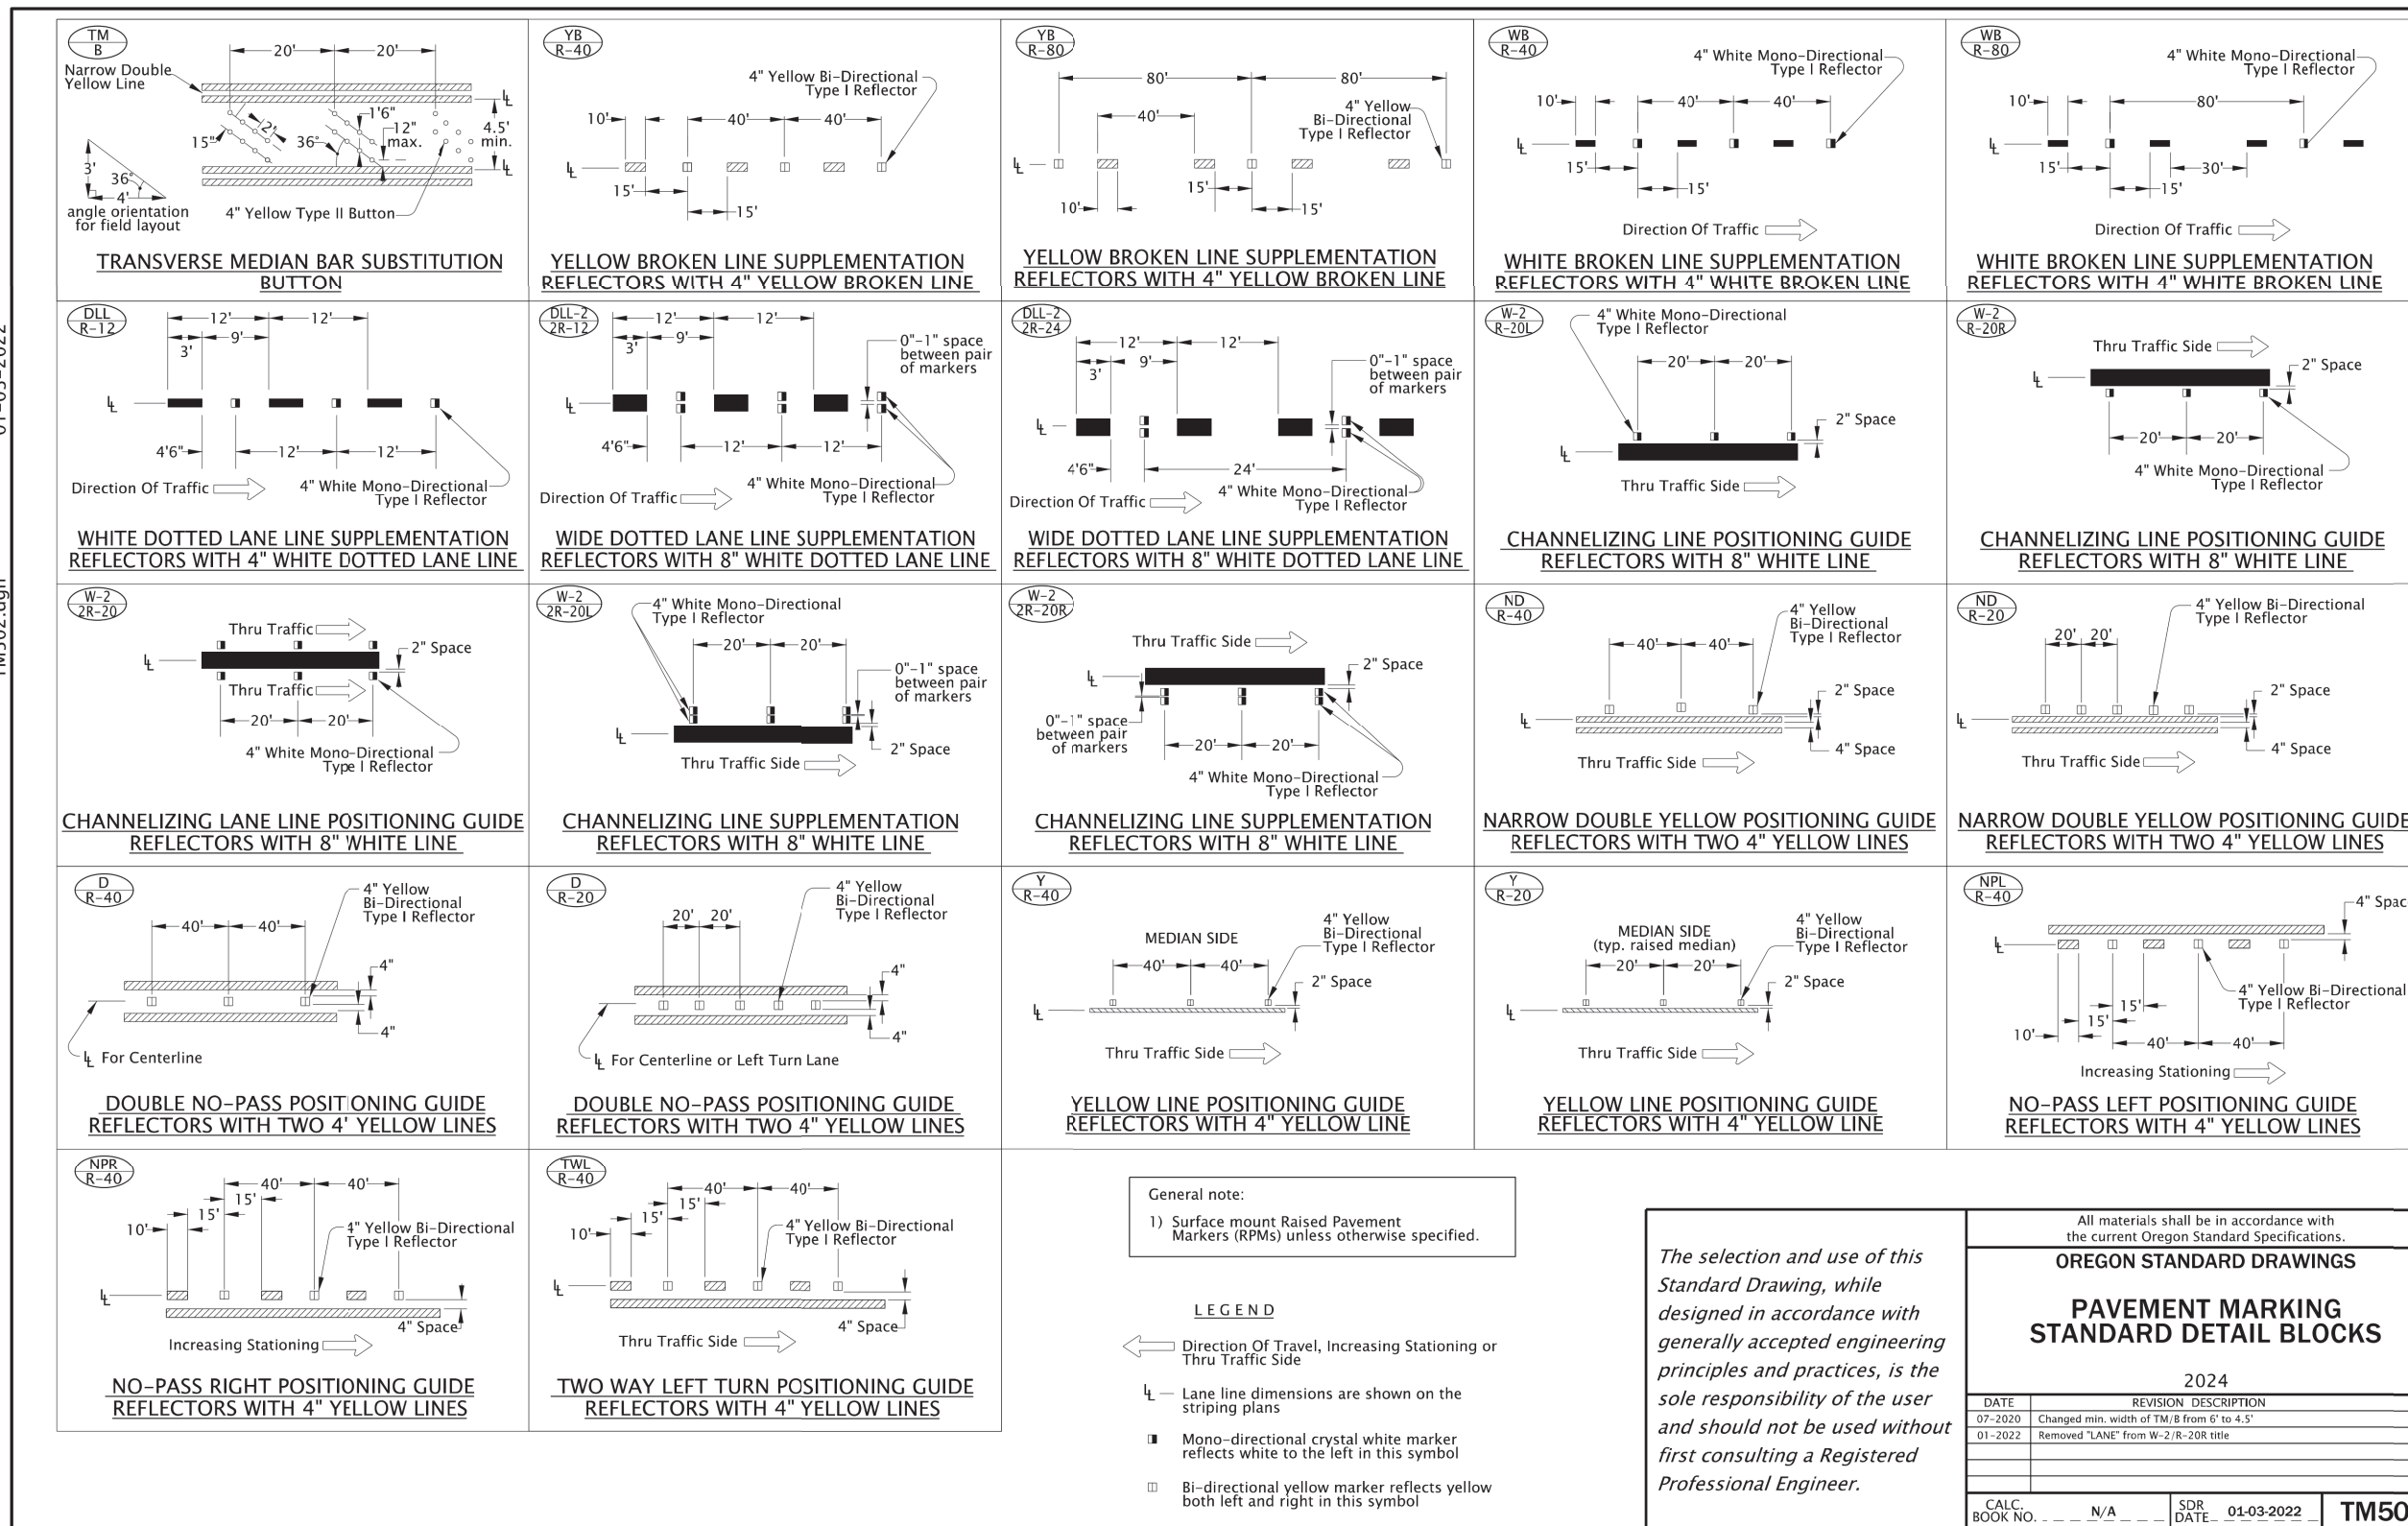 TM
B
20'
20'
Narrow Double
Yellow Line
1'6"
12"
max.
4.5'
min.
2"
15"
36°
3'
36°
4'
angle orientation
for field layout
4" Yellow Type II Button
TRANSVERSE MEDIAN BAR SUBSTITUTION
BUTTON
YB
R-40
4" Yellow Bi-Directional
Type I Reflector
10'
40'
40'
15'
15'
YELLOW BROKEN LINE SUPPLEMENTATION
REFLECTORS WITH 4" YELLOW BROKEN LINE
YB
R-80
80'
80'
40'
4" Yellow
Bi-Directional
Type I Reflector
15'
10'
15'
YELLOW BROKEN LINE SUPPLEMENTATION
REFLECTORS WITH 4" YELLOW BROKEN LINE
WB
R-40
4" White Mono-Directional
Type I Reflector
10'
40'
40'
15'
15'
Direction Of Traffic
WHITE BROKEN LINE SUPPLEMENTATION
REFLECTORS WITH 4" WHITE BROKEN LINE
WB
R-80
4" White Mono-Directional
Type I Reflector
10'
80'
15'
30'
15'
Direction Of Traffic
WHITE BROKEN LINE SUPPLEMENTATION
REFLECTORS WITH 4" WHITE BROKEN LINE
DLL
R-12
12'
12'
9'
3'
4'6"
12'
12'
Direction Of Traffic
4" White Mono-Directional
Type I Reflector
WHITE DOTTED LANE LINE SUPPLEMENTATION
REFLECTORS WITH 4" WHITE DOTTED LANE LINE
DLL-2
2R-12
12'
12'
9'
3'
0"-1" space
between pair
of markers
4'6"
12'
12'
Direction Of Traffic
4" White Mono-Directional
Type I Reflector
WIDE DOTTED LANE LINE SUPPLEMENTATION
REFLECTORS WITH 8" WHITE DOTTED LANE LINE
DLL-2
2R-24
12'
12'
9'
3'
0"-1" space
between pair
of markers
4'6"
24'
Direction Of Traffic
4" White Mono-Directional
Type I Reflector
WIDE DOTTED LANE LINE SUPPLEMENTATION
REFLECTORS WITH 8" WHITE DOTTED LANE LINE
W-2
R-20L
4" White Mono-Directional
Type I Reflector
20'
20'
2" Space
Thru Traffic Side
CHANNELIZING LINE POSITIONING GUIDE
REFLECTORS WITH 8" WHITE LINE
W-2
R-20R
Thru Traffic Side
2" Space
20'
20'
4" White Mono-Directional
Type I Reflector
CHANNELIZING LINE POSITIONING GUIDE
REFLECTORS WITH 8" WHITE LINE
W-2
2R-20
Thru Traffic
2" Space
Thru Traffic
20'
20'
4" White Mono-Directional
Type I Reflector
CHANNELIZING LANE LINE POSITIONING GUIDE
REFLECTORS WITH 8" WHITE LINE
W-2
2R-20L
4" White Mono-Directional
Type I Reflector
20'
20'
0"-1" space
between pair
of markers
2" Space
Thru Traffic Side
CHANNELIZING LINE SUPPLEMENTATION
REFLECTORS WITH 8" WHITE LINE
W-2
2R-20R
Thru Traffic Side
2" Space
0"-1" space
between pair
of markers
20'
20'
4" White Mono-Directional
Type I Reflector
CHANNELIZING LINE SUPPLEMENTATION
REFLECTORS WITH 8" WHITE LINE
ND
R-40
4" Yellow
Bi-Directional
Type I Reflector
40'
40'
2" Space
4" Space
Thru Traffic Side
NARROW DOUBLE YELLOW POSITIONING GUIDE
REFLECTORS WITH TWO 4" YELLOW LINES
ND
R-20
4" Yellow Bi-Directional
Type I Reflector
20'
20'
2" Space
4" Space
Thru Traffic Side
NARROW DOUBLE YELLOW POSITIONING GUIDE
REFLECTORS WITH TWO 4" YELLOW LINES
D
R-40
4" Yellow
Bi-Directional
Type I Reflector
40'
40'
4"
4"
For Centerline
DOUBLE NO-PASS POSITIONING GUIDE
REFLECTORS WITH TWO 4' YELLOW LINES
D
R-20
4" Yellow
Bi-Directional
Type I Reflector
20'
20'
4"
4"
For Centerline or Left Turn Lane
DOUBLE NO-PASS POSITIONING GUIDE
REFLECTORS WITH TWO 4" YELLOW LINES
Y
R-40
MEDIAN SIDE
4" Yellow
Bi-Directional
Type I Reflector
40'
40'
2" Space
Thru Traffic Side
YELLOW LINE POSITIONING GUIDE
REFLECTORS WITH 4" YELLOW LINE
Y
R-20
MEDIAN SIDE
(typ. raised median)
4" Yellow
Bi-Directional
Type I Reflector
20'
20'
2" Space
Thru Traffic Side
YELLOW LINE POSITIONING GUIDE
REFLECTORS WITH 4" YELLOW LINE
NPL
R-40
4" Spac
4" Yellow Bi-Directional
Type I Reflector
15'
15'
10'
40'
40'
Increasing Stationing
NO-PASS LEFT POSITIONING GUIDE
REFLECTORS WITH 4" YELLOW LINES
NPR
R-40
40'
40'
15'
15'
10'
4" Yellow Bi-Directional
Type I Reflector
4" Space
Increasing Stationing
NO-PASS RIGHT POSITIONING GUIDE
REFLECTORS WITH 4" YELLOW LINES
TWL
R-40
40'
40'
15'
15'
10'
4" Yellow Bi-Directional
Type I Reflector
4" Space
Thru Traffic Side
TWO WAY LEFT TURN POSITIONING GUIDE
REFLECTORS WITH 4" YELLOW LINES
General note:
1) Surface mount Raised Pavement
Markers (RPMs) unless otherwise specified.
LEGEND
Direction Of Travel, Increasing Stationing or
Thru Traffic Side
Lane line dimensions are shown on the
striping plans
Mono-directional crystal white marker
reflects white to the left in this symbol
Bi-directional yellow marker reflects yellow
both left and right in this symbol
The selection and use of this
Standard Drawing, while
designed in accordance with
generally accepted engineering
principles and practices, is the
sole responsibility of the user
and should not be used without
first consulting a Registered
Professional Engineer.
All materials shall be in accordance with
the current Oregon Standard Specifications.
OREGON STANDARD DRAWINGS
PAVEMENT MARKING
STANDARD DETAIL BLOCKS
2024
DATE REVISION DESCRIPTION
07-2020 Changed min. width of TM/B from 6' to 4.5'
01-2022 Removed "LANE" from W-2/R-20R title
CALC.
BOOK NO. N/A
SDR
DATE 01-03-2022
TM50